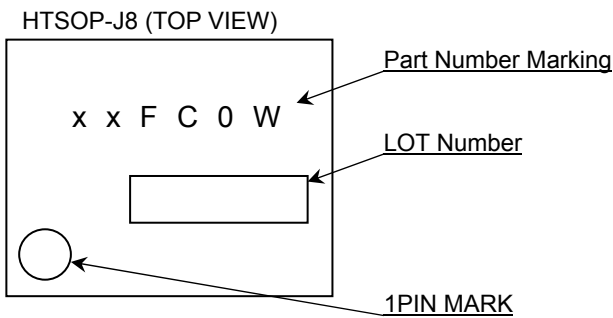 HTSOP-J8 (TOP VIEW)
Part Number Marking
x x F C 0 W
LOT Number
1PIN MARK